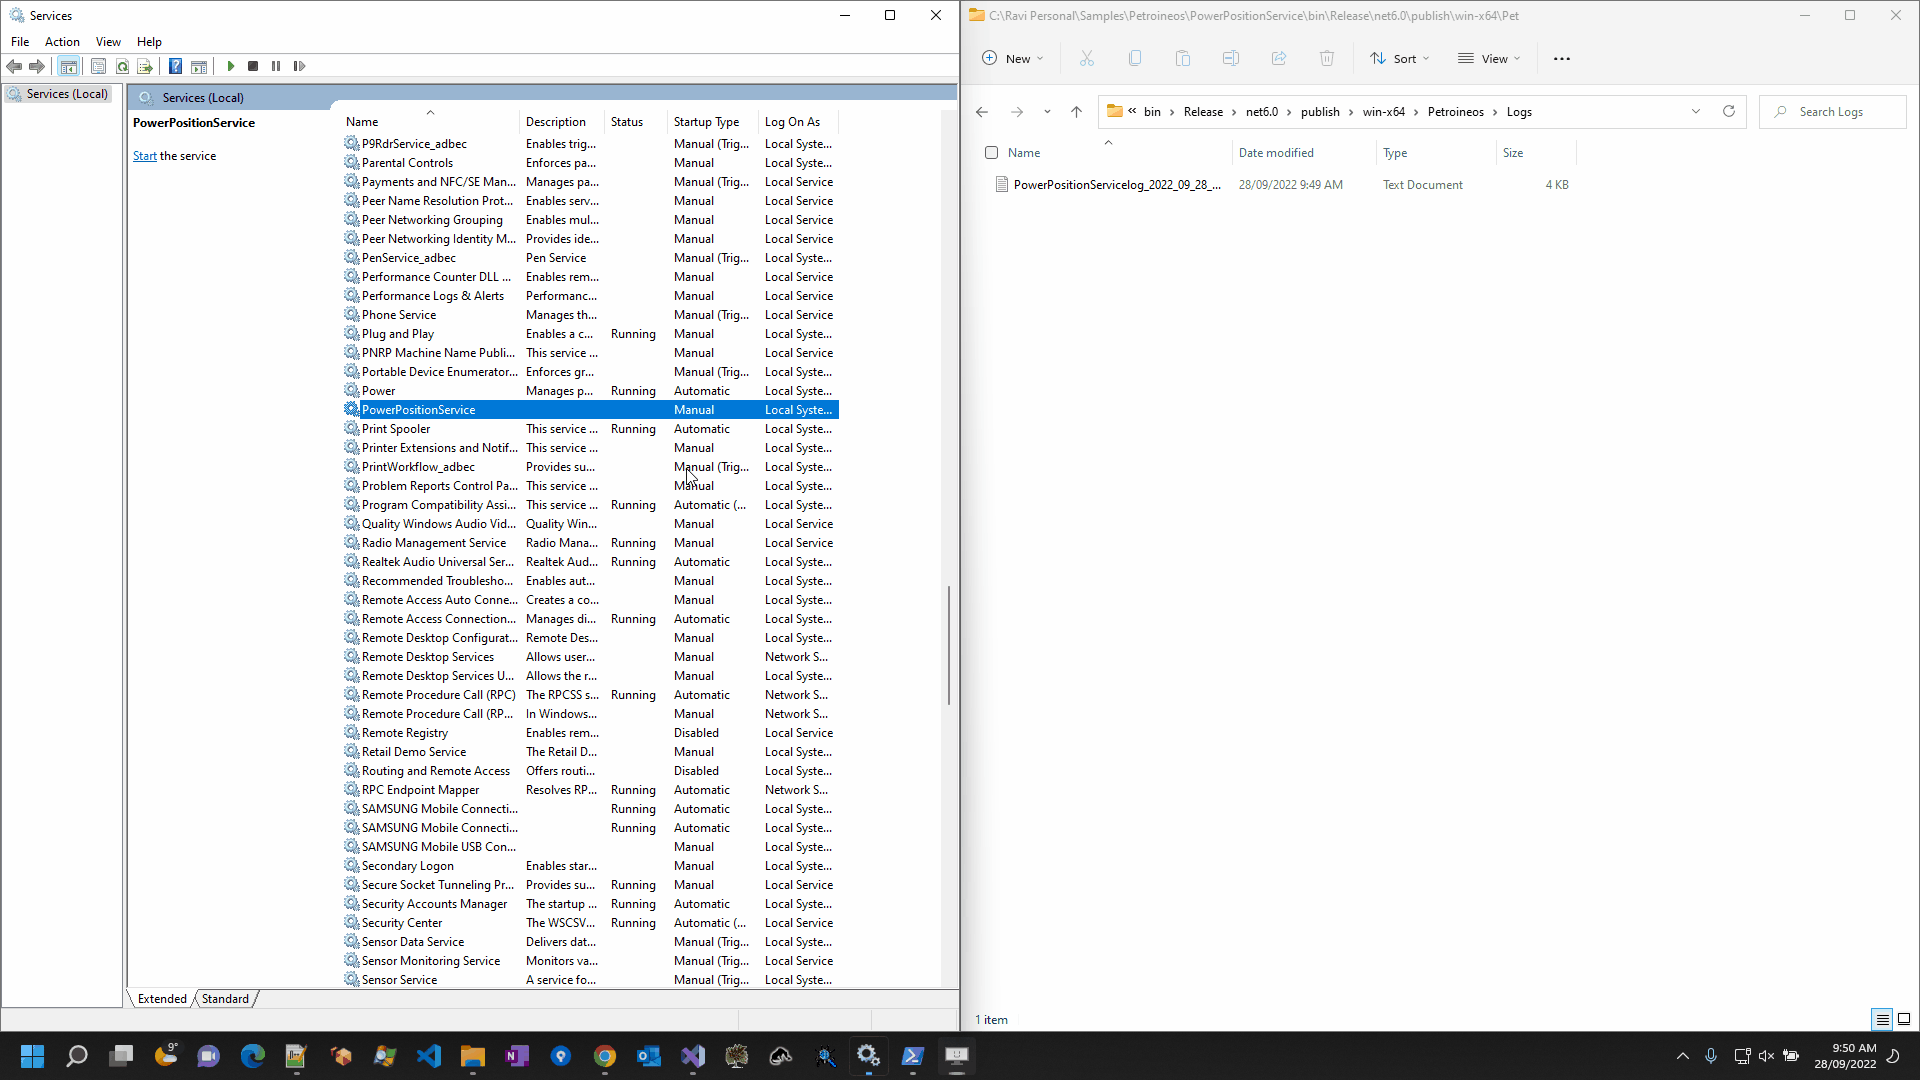 Services
File Action View Help
Services (Local)
Services (Local)
PowerPositionService
Start the service
Name Description Status Startup Type Log On As
P9RdrService_adbec Enables trig... Manual (Trig... Local Syste...
Parental Controls Enforces pa... Manual Local Syste...
Payments and NFC/SE Man... Manages pa... Manual (Trig... Local Service
Peer Name Resolution Prot... Enables serv... Manual Local Service
Peer Networking Grouping Enables mul... Manual Local Service
Peer Networking Identity M... Provides ide... Manual Local Service
PenService_adbec Pen Service Manual (Trig... Local Syste...
Performance Counter DLL ... Enables rem... Manual Local Service
Performance Logs & Alerts Performanc... Manual Local Service
Phone Service Manages th... Manual (Trig... Local Service
Plug and Play Enables a c... Running Manual Local Syste...
PNRP Machine Name Publi... This service ... Manual Local Service
Portable Device Enumerator... Enforces gr... Manual (Trig... Local Syste...
Power Manages p... Running Automatic Local Syste...
PowerPositionService Manual Local Syste...
Print Spooler This service ... Running Automatic Local Syste...
Printer Extensions and Notif... This service ... Manual Local Syste...
PrintWorkflow_adbec Provides su... Manual (Trig... Local Syste...
Problem Reports Control Pa... This service ... Manual Local Syste...
Program Compatibility Assi... This service ... Running Automatic (... Local Syste...
Quality Windows Audio Vid... Quality Win... Manual Local Service
Radio Management Service Radio Mana... Running Manual Local Service
Realtek Audio Universal Ser... Realtek Aud... Running Automatic Local Syste...
Recommended Troublesho... Enables aut... Manual Local Syste...
Remote Access Auto Conne... Creates a co... Manual Local Syste...
Remote Access Connection... Manages di... Running Automatic Local Syste...
Remote Desktop Configurat... Remote Des... Manual Local Syste...
Remote Desktop Services Allows user... Manual Network S...
Remote Desktop Services U... Allows the r... Manual Local Syste...
Remote Procedure Call (RPC) The RPCSS s... Running Automatic Network S...
Remote Procedure Call (RP... In Windows... Manual Network S...
Remote Registry Enables rem... Disabled Local Service
Retail Demo Service The Retail D... Manual Local Syste...
Routing and Remote Access Offers routi... Disabled Local Syste...
RPC Endpoint Mapper Resolves RP... Running Automatic Network S...
SAMSUNG Mobile Connecti... Running Automatic Local Syste...
SAMSUNG Mobile Connecti... Running Automatic Local Syste...
SAMSUNG Mobile USB Con... Manual Local Syste...
Secondary Logon Enables star... Manual Local Syste...
Secure Socket Tunneling Pr... Provides su... Running Manual Local Service
Security Accounts Manager The startup ... Running Automatic Local Syste...
Security Center The WSCSV... Running Automatic (... Local Service
Sensor Data Service Delivers dat... Manual (Trig... Local Syste...
Sensor Monitoring Service Monitors va... Manual (Trig... Local Service
Sensor Service A service fo... Manual (Trig... Local Syste...
Extended Standard
C:\Ravi Personal\Samples\Petroineos\PowerPositionService\bin\Release\net6.0\publish\win-x64\Pet
New Sort View
« bin > Release > net6.0 > publish > win-x64 > Petroineos > Logs
Search Logs
Name Date modified Type Size
PowerPositionServicelog_2022_09_28_... 28/09/2022 9:49 AM Text Document 4 KB
1 item
9°
9:50 AM
28/09/2022